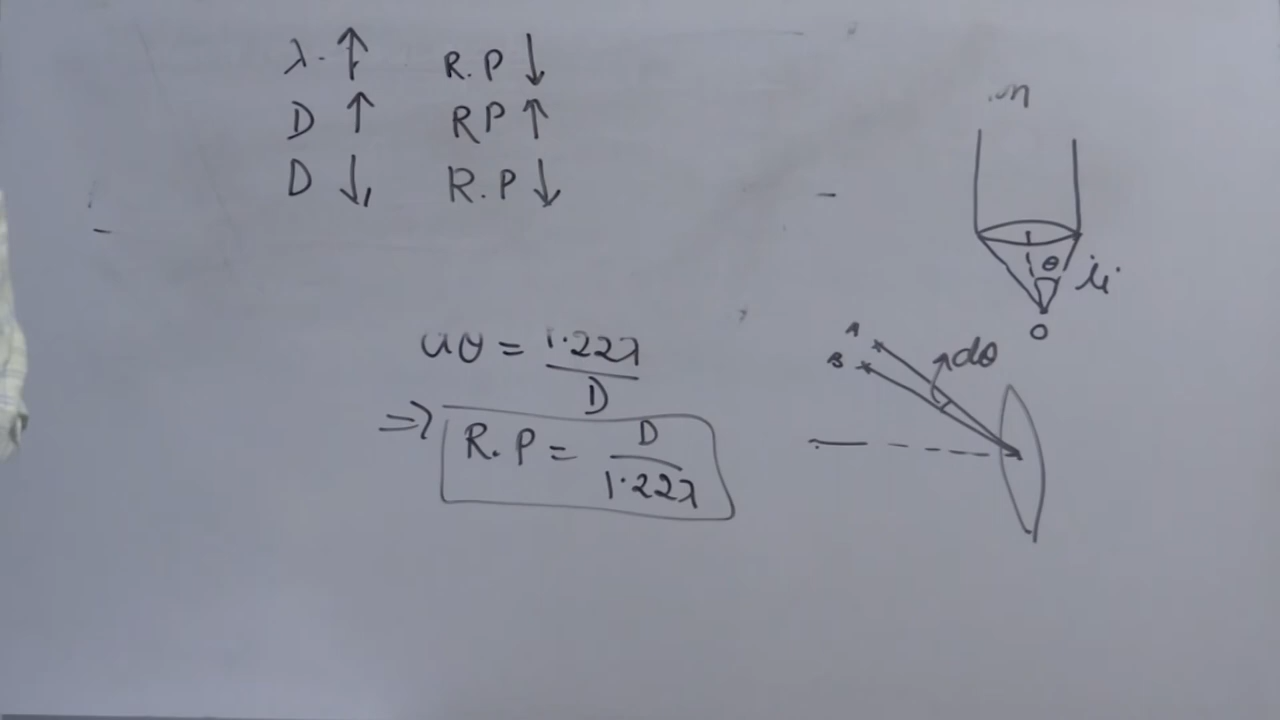 λ. ↑ R.P ↓
D ↑ RP ↑
D ↓, R.P ↓
θ
O
A
B
dθ
dθ = 1.22λ / D
⇒ R.P = D / 1.22λ